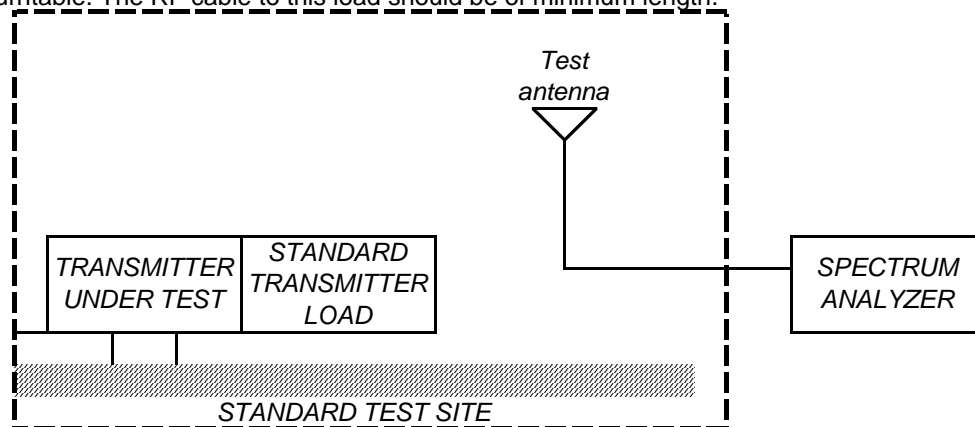 urntable. The RF cable to this load should be of minimum length.
Test
antenna
TRANSMITTER
UNDER TEST
STANDARD
TRANSMITTER
LOAD
SPECTRUM
ANALYZER
STANDARD TEST SITE